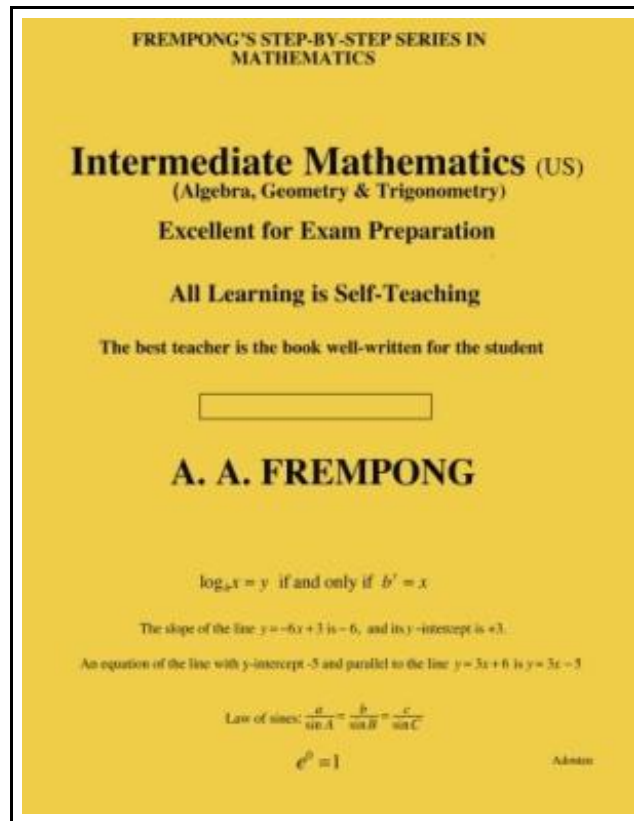 FREMPONG'S STEP-BY-STEP SERIES IN
MATHEMATICS
Intermediate Mathematics (US)
(Algebra, Geometry & Trigonometry)
Excellent for Exam Preparation
All Learning is Self-Teaching
The best teacher is the book well-written for the student
A. A. FREMPONG
log_b x = y if and only if b^y = x
The slope of the line y = −6x + 3 is − 6, and its y -intercept is +3.
An equation of the line with y-intercept -5 and parallel to the line y = 3x + 6 is y = 3x − 5
Law of sines: a/sin A = b/sin B = c/sin C
e^0 = 1